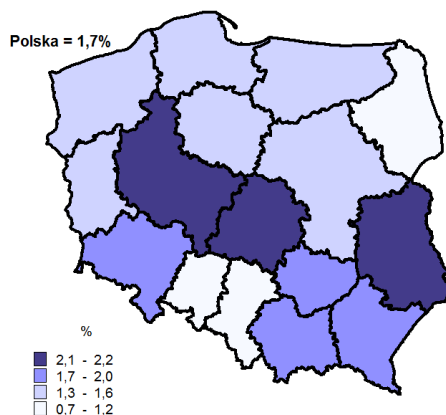 Polska = 1,7%
%
2,1 - 2,2
1,7 - 2,0
1,3 - 1,6
0,7 - 1,2